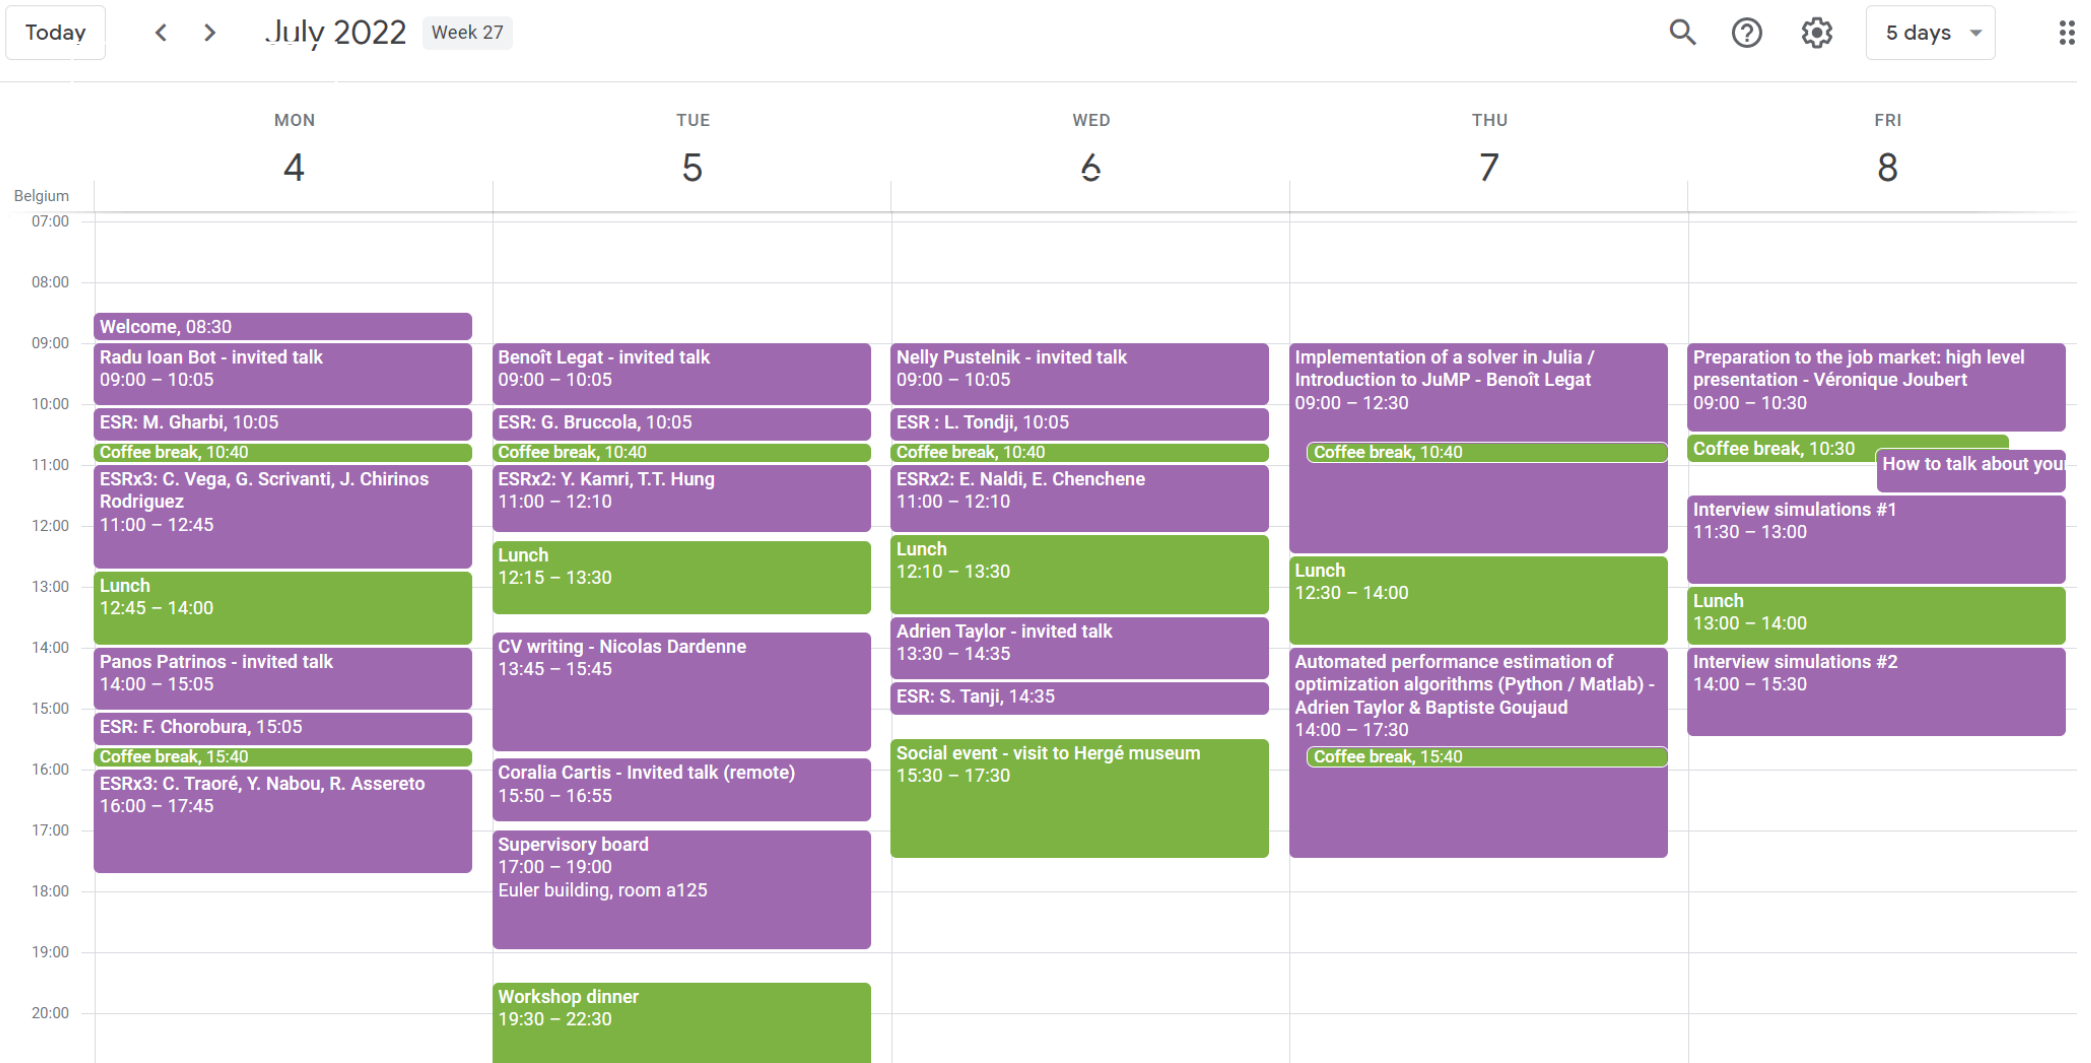 Today
July 2022
Week 27
5 days
MON
TUE
WED
THU
FRI
4
5
6
7
8
Belgium
07:00
08:00
09:00
10:00
11:00
12:00
13:00
14:00
15:00
16:00
17:00
18:00
19:00
20:00
Welcome, 08:30
Radu Ioan Bot - invited talk
09:00 – 10:05
ESR: M. Gharbi, 10:05
Coffee break, 10:40
ESRx3: C. Vega, G. Scrivanti, J. Chirinos
Rodriguez
11:00 – 12:45
Lunch
12:45 – 14:00
Panos Patrinos - invited talk
14:00 – 15:05
ESR: F. Chorobura, 15:05
Coffee break, 15:40
ESRx3: C. Traoré, Y. Nabou, R. Assereto
16:00 – 17:45
Benoît Legat - invited talk
09:00 – 10:05
ESR: G. Bruccola, 10:05
Coffee break, 10:40
ESRx2: Y. Kamri, T.T. Hung
11:00 – 12:10
Lunch
12:15 – 13:30
CV writing - Nicolas Dardenne
13:45 – 15:45
Coralia Cartis - Invited talk (remote)
15:50 – 16:55
Supervisory board
17:00 – 19:00
Euler building, room a125
Workshop dinner
19:30 – 22:30
Nelly Pustelnik - invited talk
09:00 – 10:05
ESR : L. Tondji, 10:05
Coffee break, 10:40
ESRx2: E. Naldi, E. Chenchene
11:00 – 12:10
Lunch
12:10 – 13:30
Adrien Taylor - invited talk
13:30 – 14:35
ESR: S. Tanji, 14:35
Social event - visit to Hergé museum
15:30 – 17:30
Implementation of a solver in Julia /
Introduction to JuMP - Benoît Legat
09:00 – 12:30
Coffee break, 10:40
Lunch
12:30 – 14:00
Automated performance estimation of
optimization algorithms (Python / Matlab) -
Adrien Taylor & Baptiste Goujaud
14:00 – 17:30
Coffee break, 15:40
Preparation to the job market: high level
presentation - Véronique Joubert
09:00 – 10:30
Coffee break, 10:30
How to talk about your
Interview simulations #1
11:30 – 13:00
Lunch
13:00 – 14:00
Interview simulations #2
14:00 – 15:30